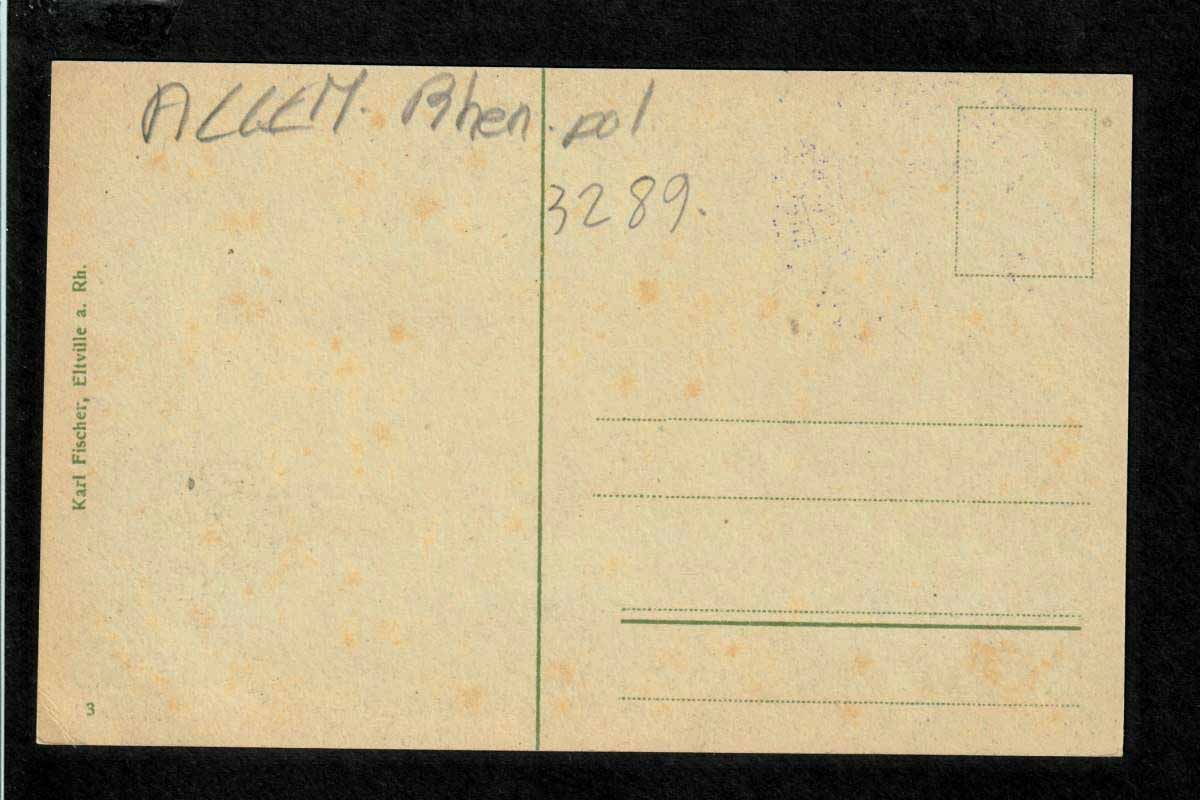 ALLEM. Rhen. pol
3289.
Karl Fischer, Eltville a. Rh.
3